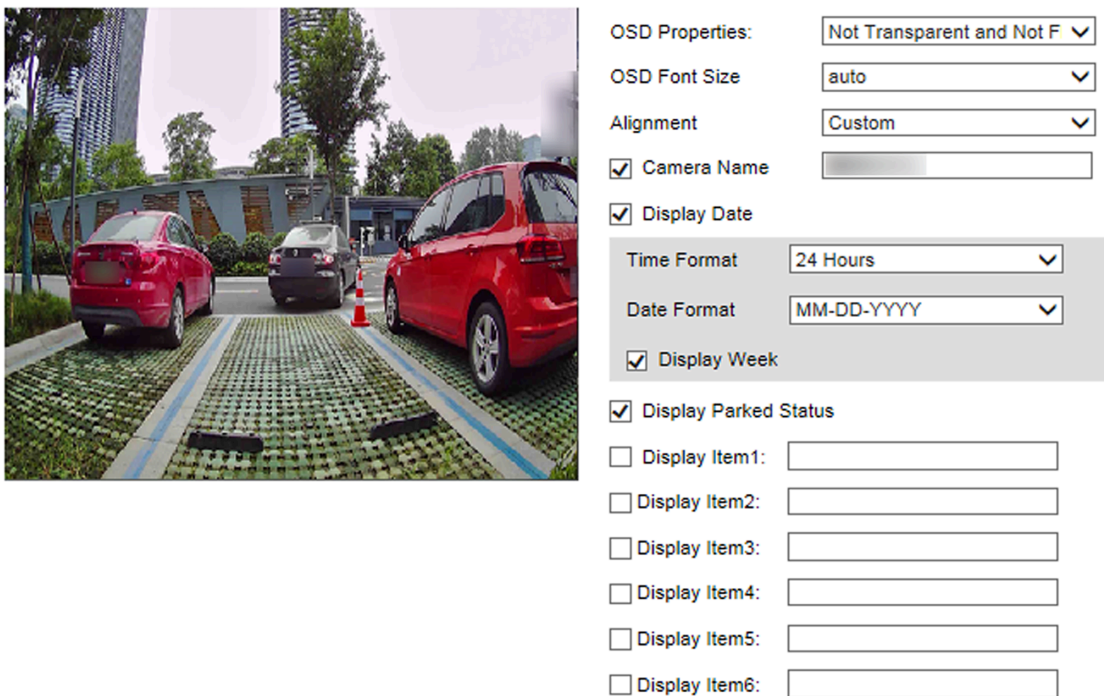 OSD Properties: Not Transparent and Not F
OSD Font Size auto
Alignment Custom
Camera Name
Display Date
Time Format 24 Hours
Date Format MM-DD-YYYY
Display Week
Display Parked Status
Display Item1:
Display Item2:
Display Item3:
Display Item4:
Display Item5:
Display Item6: